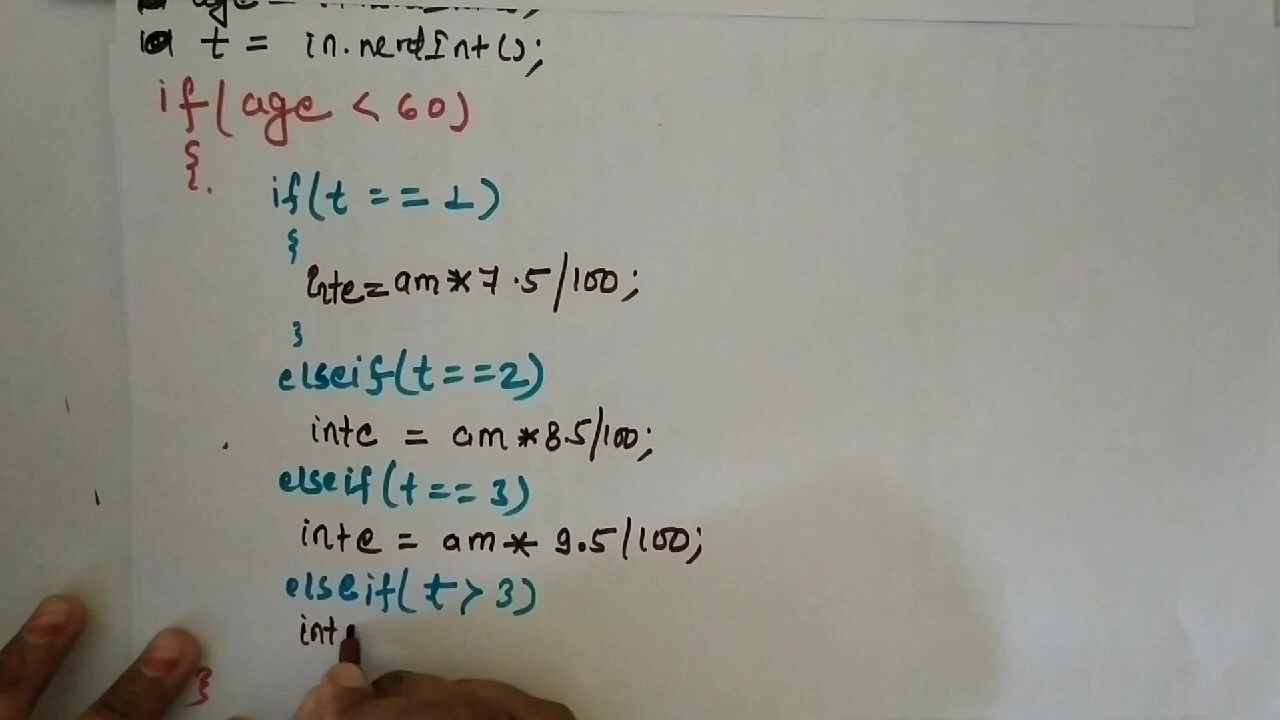 t = in.nextInt();
if(age < 60)
{
if(t == 1)
{
inte=am*7.5/100;
}
elseif(t==2)
inte = am*8.5/100;
elseif(t==3)
inte = am* 9.5/100;
elseif(t>3)
int
}